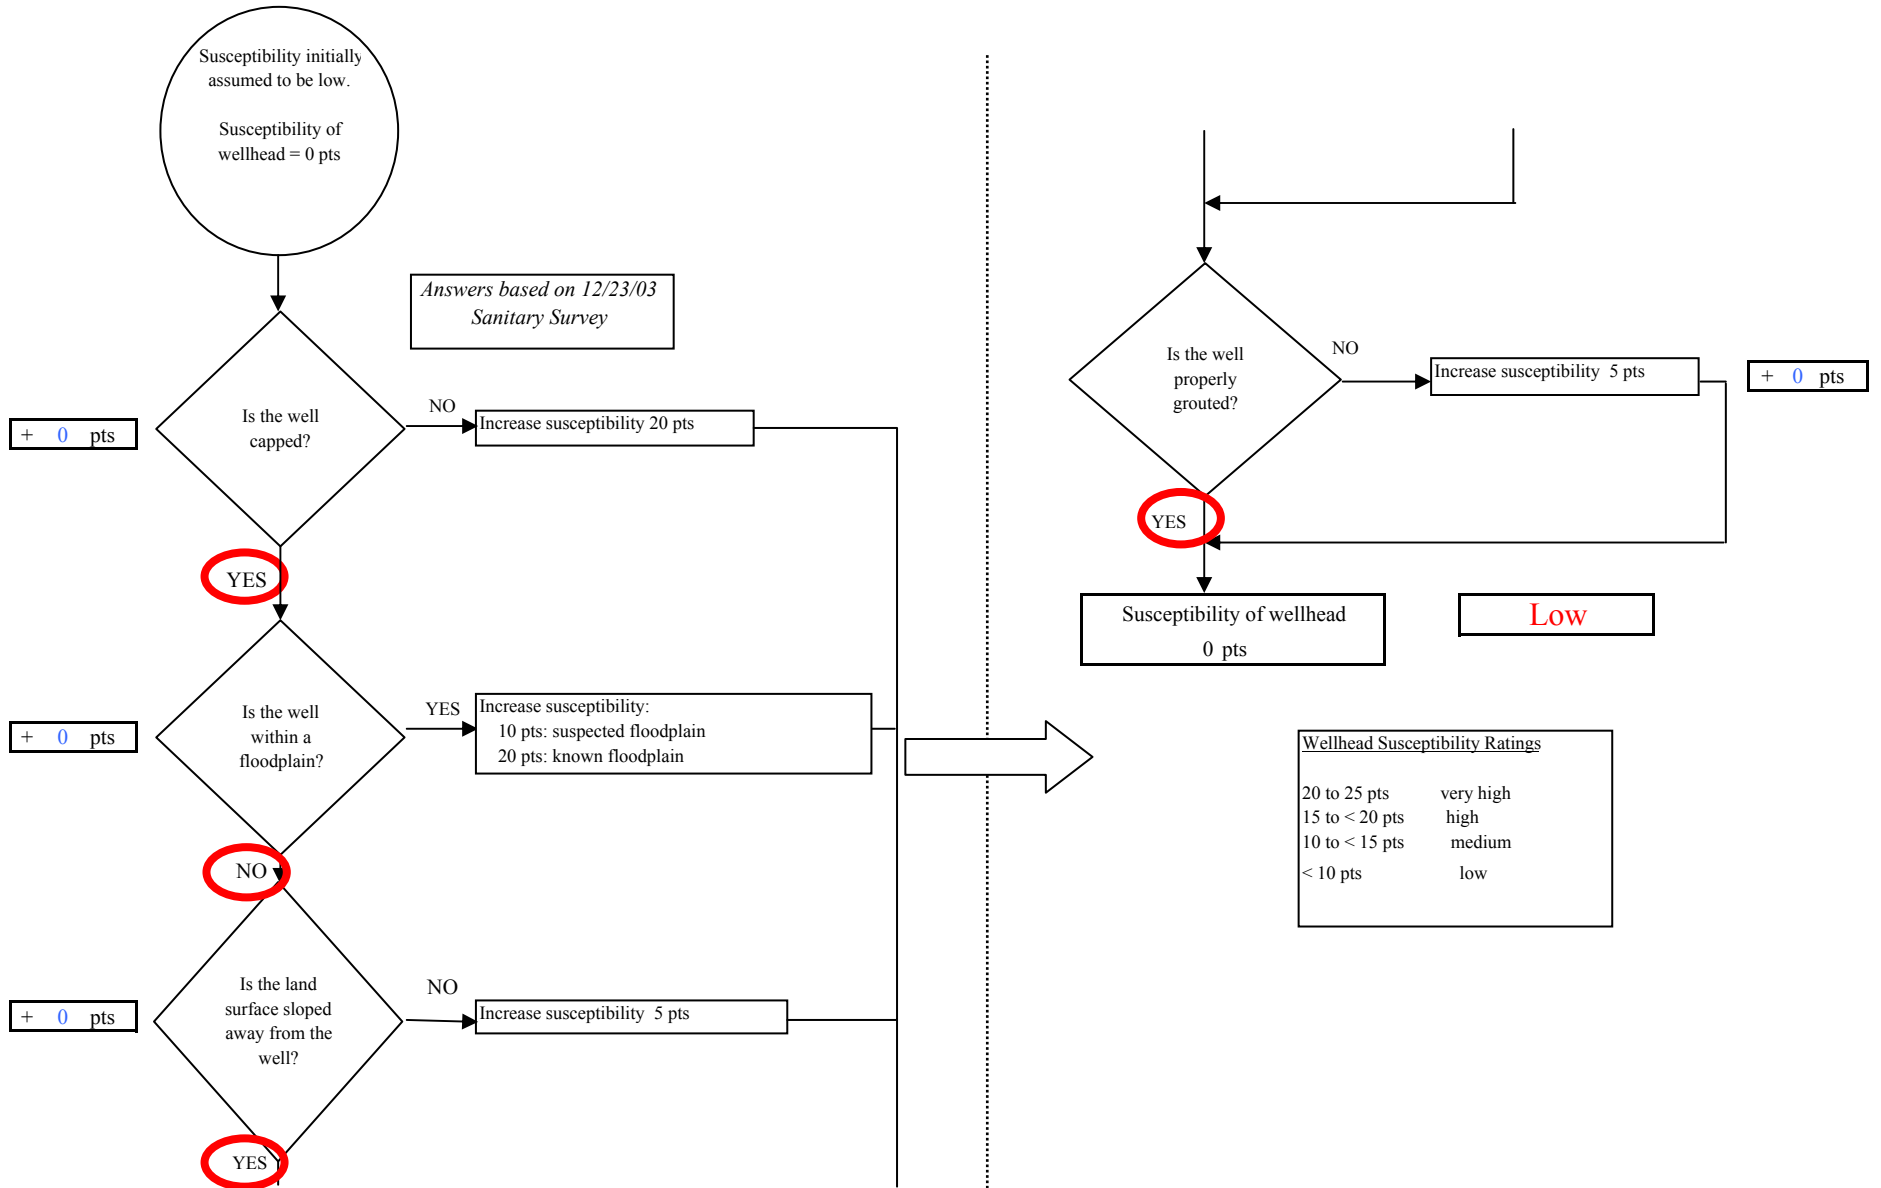 Susceptibility initially
assumed to be low.
Susceptibility of
wellhead = 0 pts
Answers based on 12/23/03
Sanitary Survey
+ 0 pts
Is the well
capped?
NO
Increase susceptibility 20 pts
YES
+ 0 pts
Is the well
within a
floodplain?
YES
Increase susceptibility:
10 pts: suspected floodplain
20 pts: known floodplain
NO
+ 0 pts
Is the land
surface sloped
away from the
well?
NO
Increase susceptibility 5 pts
YES
Is the well
properly
grouted?
NO
Increase susceptibility 5 pts
+ 0 pts
YES
Susceptibility of wellhead
0 pts
Low
Wellhead Susceptibility Ratings
20 to 25 pts very high
15 to < 20 pts high
10 to < 15 pts medium
< 10 pts low